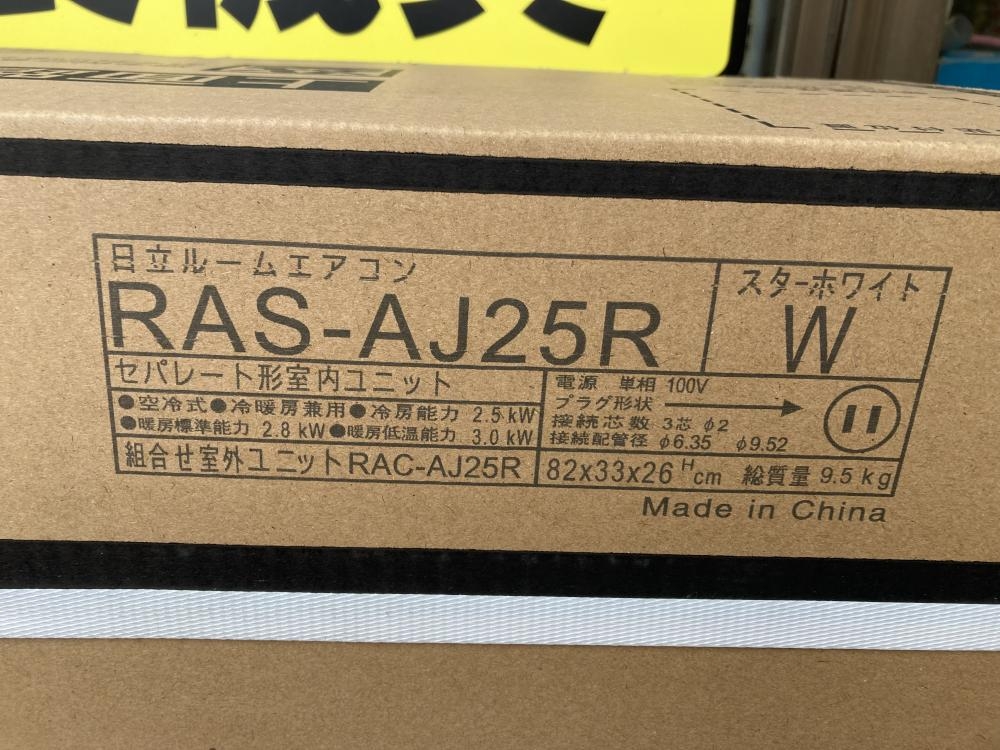 日立ルームエアコン
RAS-AJ25R
スターホワイト
W
セパレート形室内ユニット
●空冷式●冷暖房兼用●冷房能力 2.5kW
●暖房標準能力 2.8kW●暖房低温能力 3.0kW
電源 単相 100V
プラグ形状
接続芯数 3芯 φ2
接続配管径 φ6.35 φ9.52
組合せ室外ユニットRAC-AJ25R
82x33x26 H cm 総質量 9.5kg
Made in China